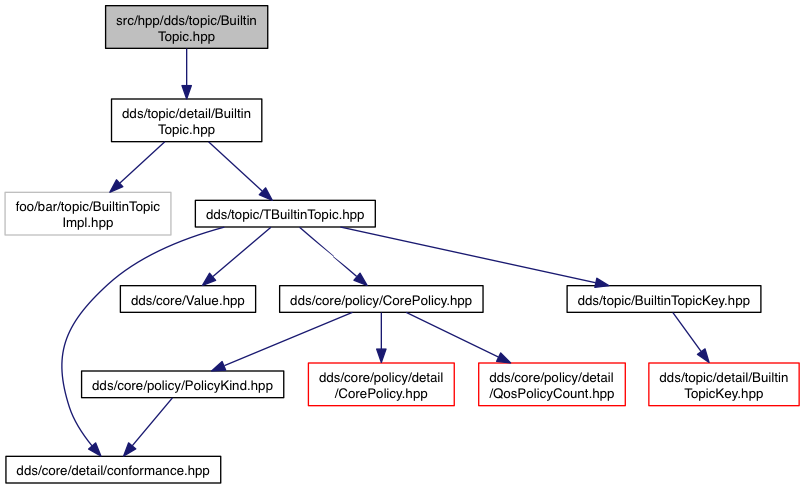 src/hpp/dds/topic/Builtin
Topic.hpp
dds/topic/detail/Builtin
Topic.hpp
foo/bar/topic/BuiltinTopic
Impl.hpp
dds/topic/TBuiltinTopic.hpp
dds/core/Value.hpp
dds/core/policy/CorePolicy.hpp
dds/topic/BuiltinTopicKey.hpp
dds/core/policy/PolicyKind.hpp
dds/core/policy/detail
/CorePolicy.hpp
dds/core/policy/detail
/QosPolicyCount.hpp
dds/topic/detail/Builtin
TopicKey.hpp
dds/core/detail/conformance.hpp